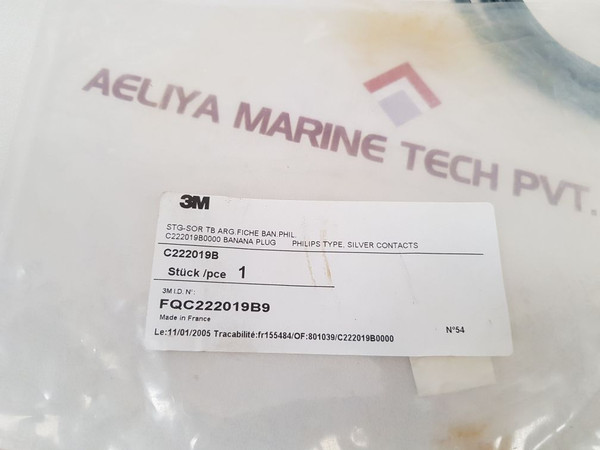 AELIYA MARINE TECH PVT.
3M
STG-SOR TB ARG.FICHE BAN.PHIL.
C222019B0000 BANANA PLUG PHILIPS TYPE, SILVER CONTACTS
C222019B
Stück /pce 1
3M I.D. N°:
FQC222019B9
Made in France
N°54
Le:11/01/2005 Tracabilité:fr155484/OF:801039/C222019B0000